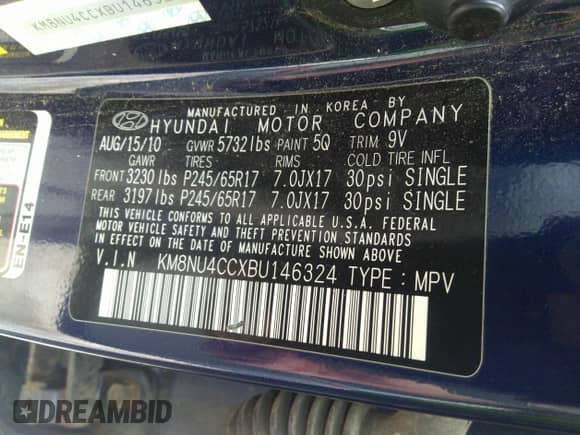 KM8NU4CCXBU1463
MANUFACTURED IN KOREA BY
HYUNDAI MOTOR COMPANY
AUG/15/10 GVWR 5732 lbs PAINT 5Q TRIM 9V
GAWR TIRES RIMS COLD TIRE INFL
FRONT 3230 lbs P245/65R17 7.0JX17 30psi SINGLE
REAR 3197 lbs P245/65R17 7.0JX17 30psi SINGLE
THIS VEHICLE CONFORMS TO ALL APPLICABLE U.S.A. FEDERAL
MOTOR VEHICLE SAFETY, BUMPER, AND THEFT PREVENTION STANDARDS
IN EFFECT ON THE DATE OF MANUFACTURE SHOWN ABOVE
V.I.N KM8NU4CCXBU146324 TYPE : MPV
EN-E14
DREAMBID